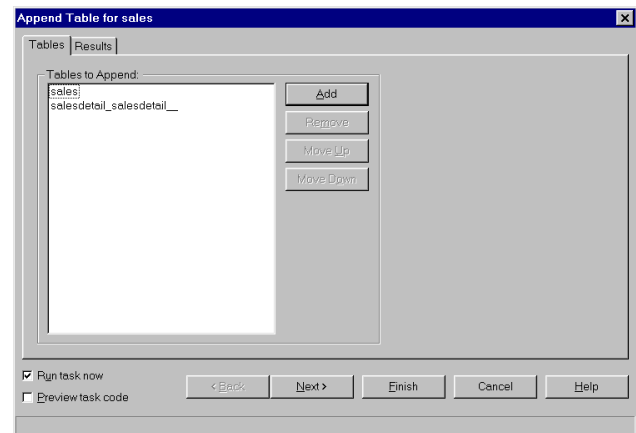 Append Table for sales
Tables Results
Tables to Append:
sales
salesdetail_salesdetail__
Add
Remove
Move Up
Move Down
Run task now
Preview task code
< Back Next > Finish Cancel Help